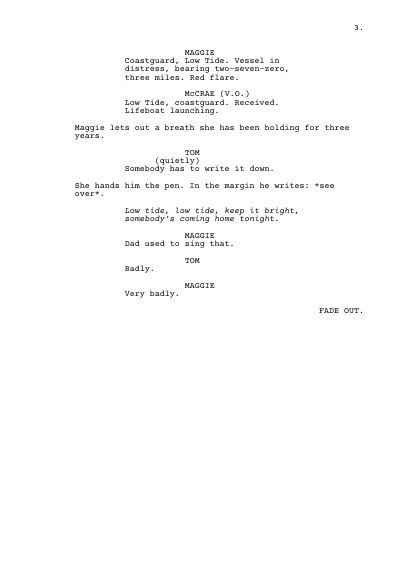 3.
MAGGIE
Coastguard, Low Tide. Vessel in
distress, bearing two-seven-zero,
three miles. Red flare.
McCRAE (V.O.)
Low Tide, coastguard. Received.
Lifeboat launching.
Maggie lets out a breath she has been holding for three
years.
TOM
(quietly)
Somebody has to write it down.
She hands him the pen. In the margin he writes: *see
over*.
Low tide, low tide, keep it bright,
somebody's coming home tonight.
MAGGIE
Dad used to sing that.
TOM
Badly.
MAGGIE
Very badly.
FADE OUT.